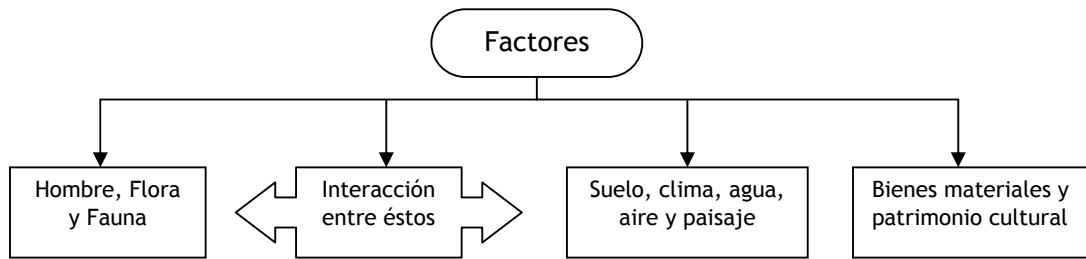 Factores
Hombre, Flora
y Fauna
Interacción
entre éstos
Suelo, clima, agua,
aire y paisaje
Bienes materiales y
patrimonio cultural